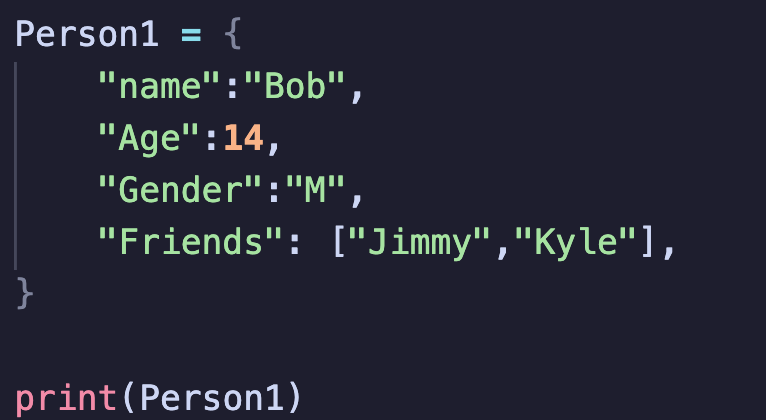 Person1 = {
    "name":"Bob",
    "Age":14,
    "Gender":"M",
    "Friends": ["Jimmy","Kyle"],
}

print(Person1)